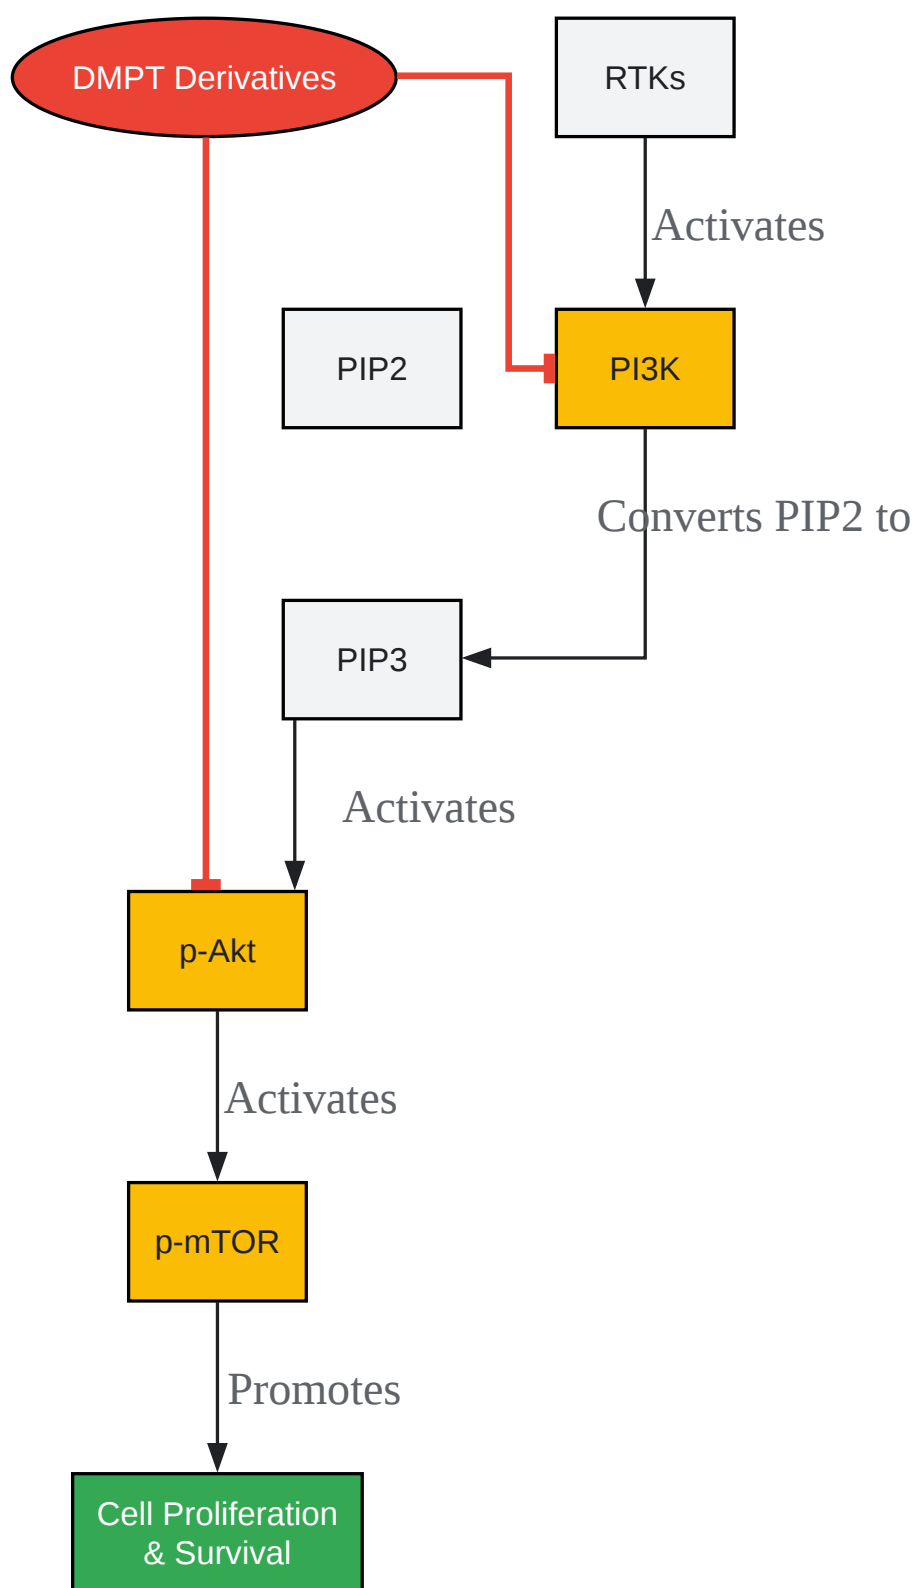 DMPT Derivatives
RTKs
Activates
PIP2
PI3K
Converts PIP2 to
PIP3
Activates
p-Akt
Activates
p-mTOR
Promotes
Cell Proliferation
& Survival